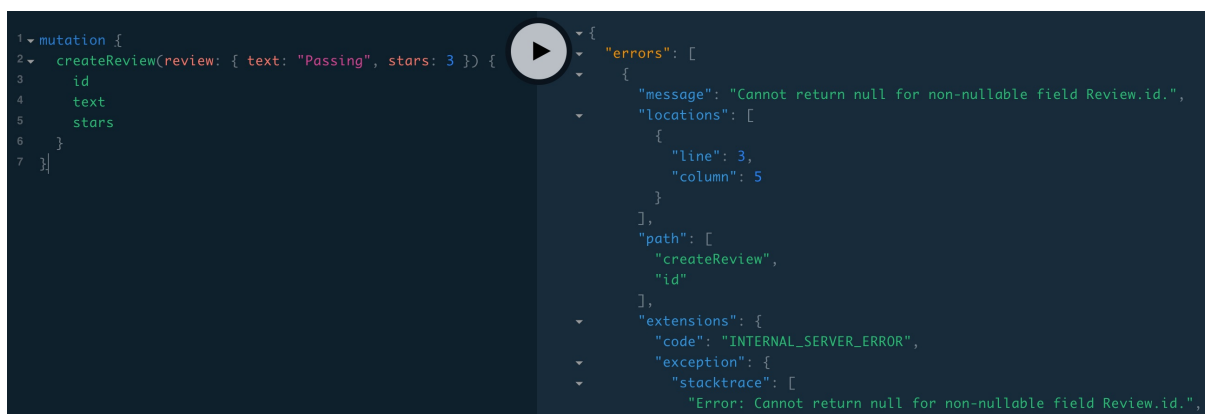 1 mutation {
2 createReview(review: { text: "Passing", stars: 3 }) {
3 id
4 text
5 stars
6 }
7 }
{
"errors": [
{
"message": "Cannot return null for non-nullable field Review.id.",
"locations": [
{
"line": 3,
"column": 5
}
],
"path": [
"createReview",
"id"
],
"extensions": {
"code": "INTERNAL_SERVER_ERROR",
"exception": {
"stacktrace": [
"Error: Cannot return null for non-nullable field Review.id.",